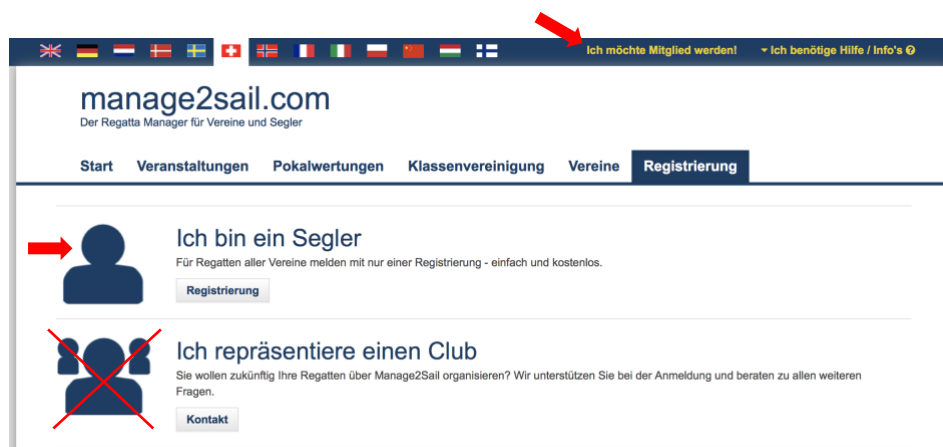 Ich möchte Mitglied werden! Ich benötige Hilfe / Info's ?
manage2sail.com
Der Regatta Manager für Vereine und Segler
Start Veranstaltungen Pokalwertungen Klassenvereinigung Vereine Registrierung
Ich bin ein Segler
Für Regatten aller Vereine melden mit nur einer Registrierung - einfach und kostenlos.
Registrierung
Ich repräsentiere einen Club
Sie wollen zukünftig Ihre Regatten über Manage2Sail organisieren? Wir unterstützen Sie bei der Anmeldung und beraten zu allen weiteren
Fragen.
Kontakt